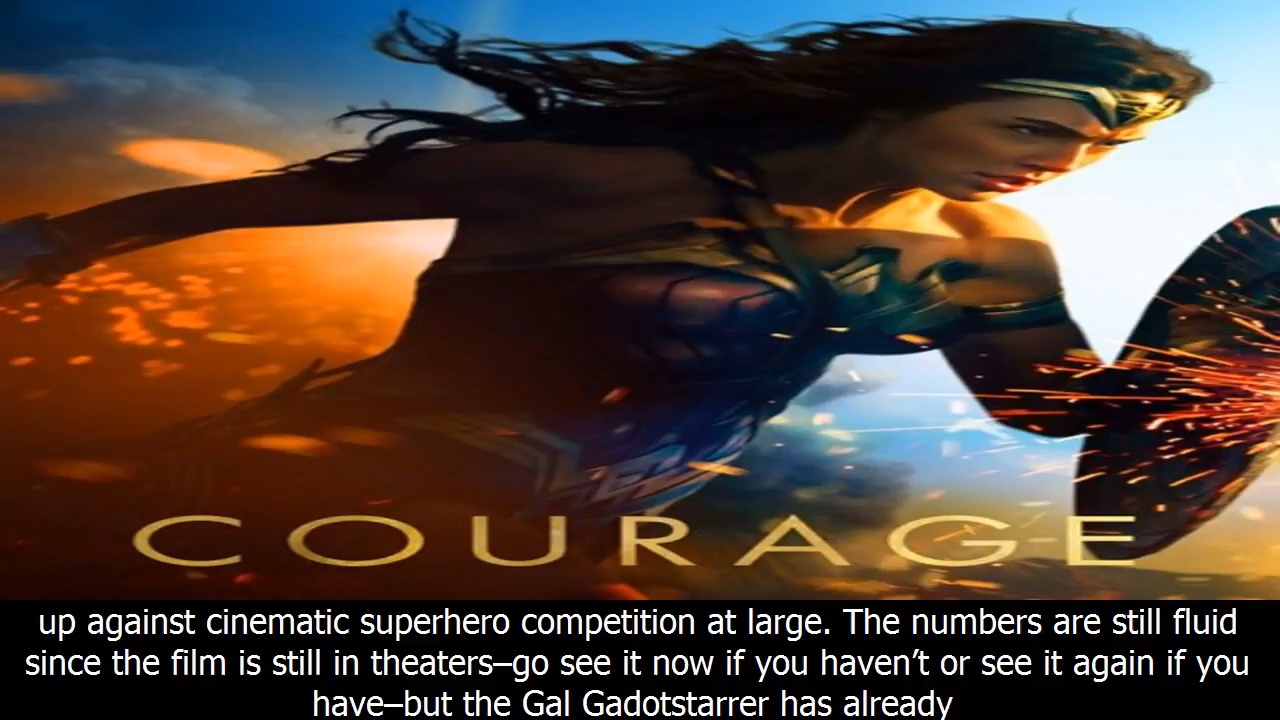 COURAGE
up against cinematic superhero competition at large. The numbers are still fluid
since the film is still in theaters–go see it now if you haven’t or see it again if you
have–but the Gal Gadotstarrer has already